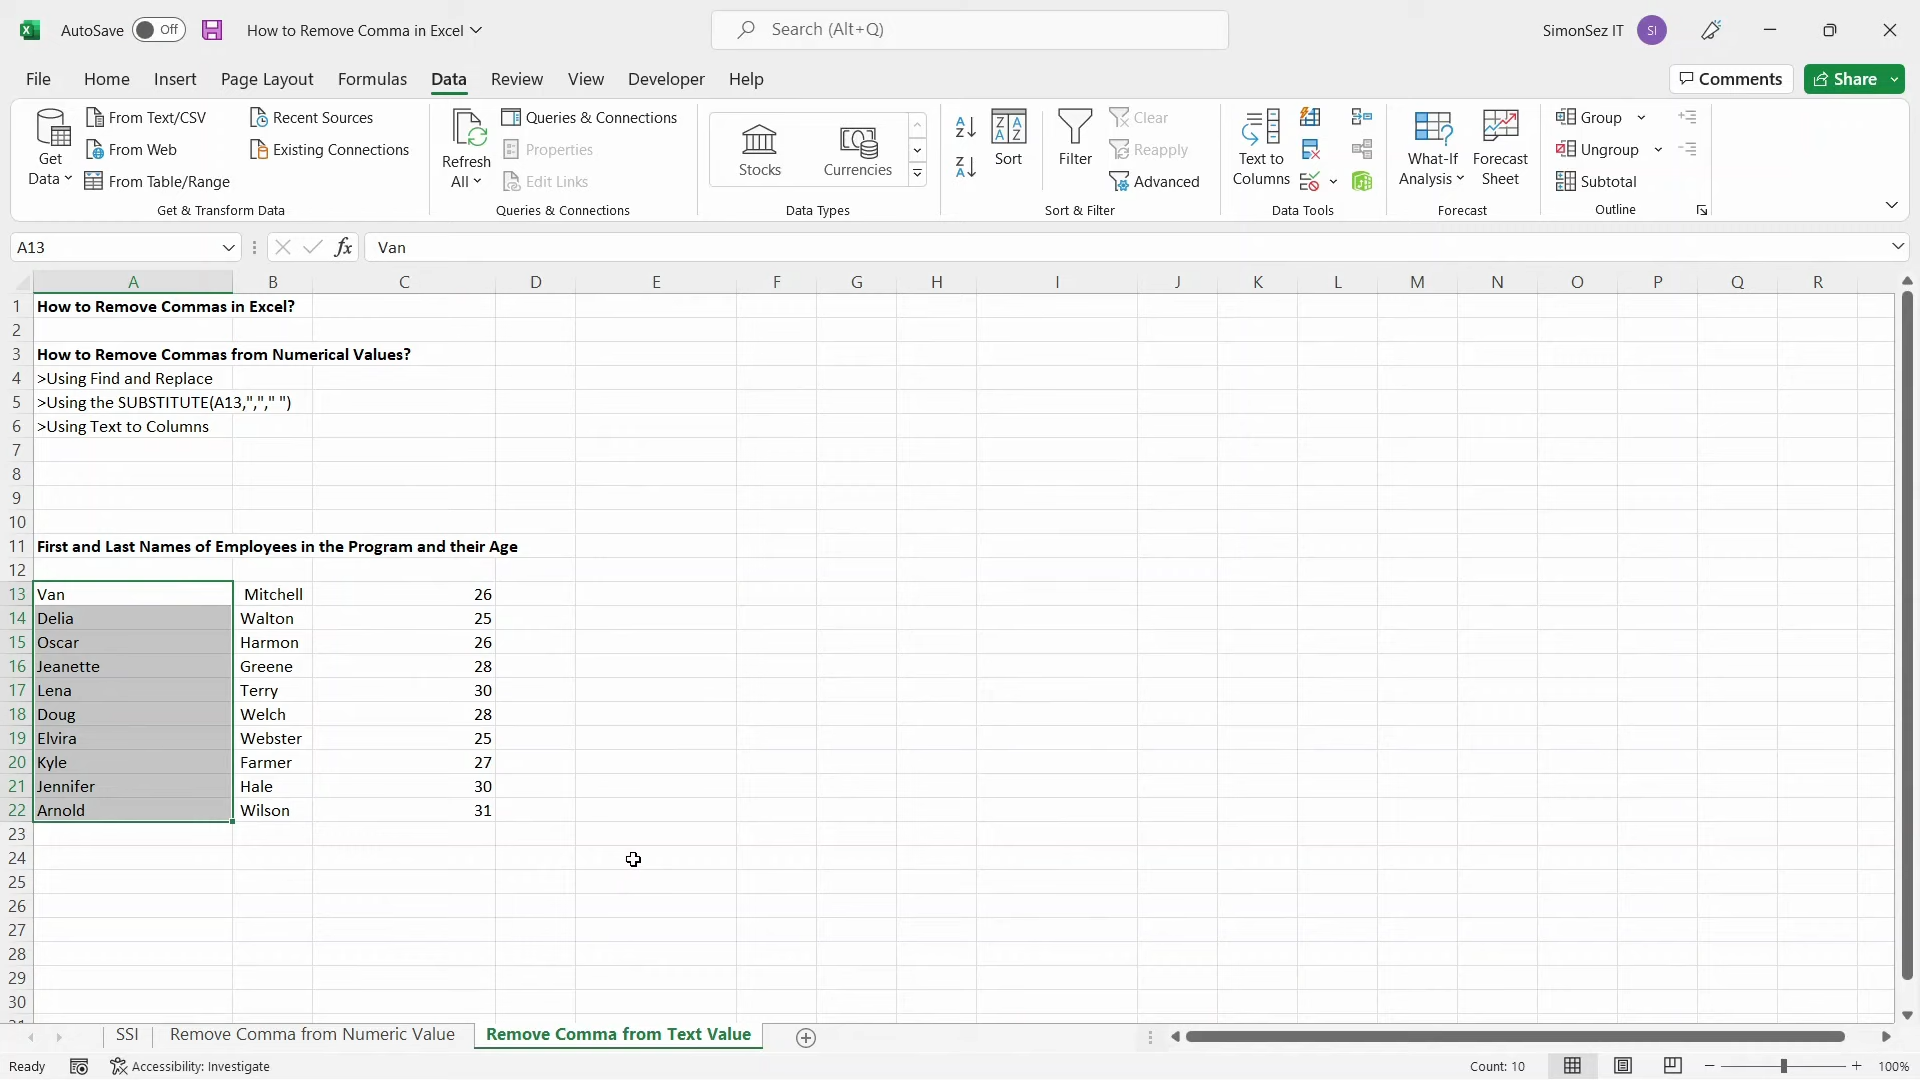 AutoSave Off How to Remove Comma in Excel Search (Alt+Q) SimonSez IT SI
File Home Insert Page Layout Formulas Data Review View Developer Help Comments Share
Get Data
From Text/CSV
From Web
From Table/Range
Recent Sources
Existing Connections
Get & Transform Data
Refresh All
Queries & Connections
Properties
Edit Links
Queries & Connections
Stocks
Currencies
Data Types
Sort
Filter
Clear
Reapply
Advanced
Sort & Filter
Text to Columns
Data Tools
What-If Analysis
Forecast Sheet
Forecast
Group
Ungroup
Subtotal
Outline
A13 fx Van
A B C D E F G H I J K L M N O P Q R
1 How to Remove Commas in Excel?
2
3 How to Remove Commas from Numerical Values?
4 >Using Find and Replace
5 >Using the SUBSTITUTE(A13,","," ")
6 >Using Text to Columns
7
8
9
10
11 First and Last Names of Employees in the Program and their Age
12
13 Van Mitchell 26
14 Delia Walton 25
15 Oscar Harmon 26
16 Jeanette Greene 28
17 Lena Terry 30
18 Doug Welch 28
19 Elvira Webster 25
20 Kyle Farmer 27
21 Jennifer Hale 30
22 Arnold Wilson 31
23
24
25
26
27
28
29
30
SSI Remove Comma from Numeric Value Remove Comma from Text Value
Ready Accessibility: Investigate Count: 10 100%